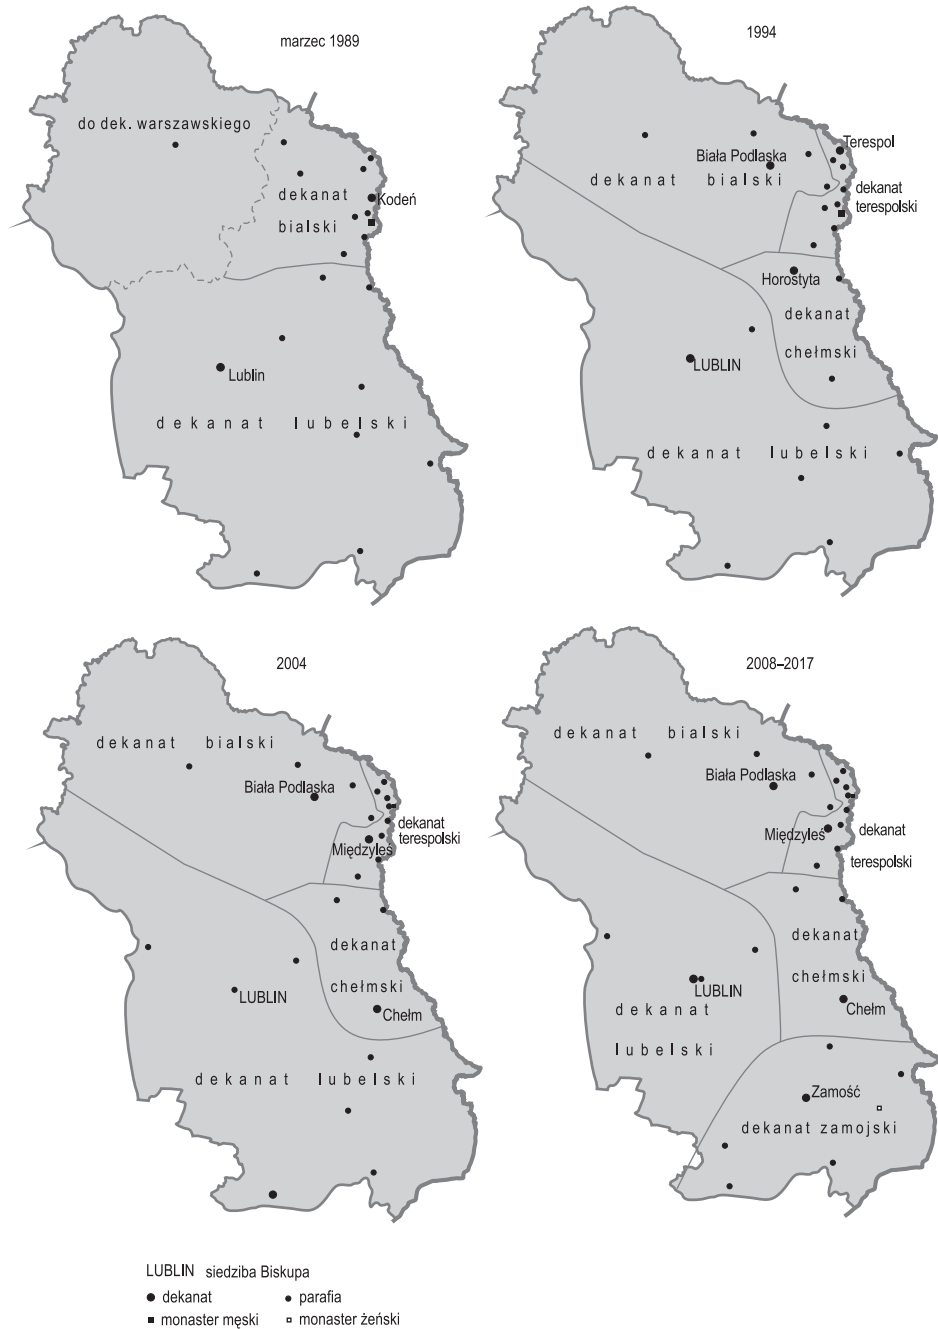 marzec 1989
do dek. warszawskiego
dekanat
bialski
Kodeń
Lublin
dekanat lubelski
1994
Terespol
Biała Podlaska
dekanat bialski
dekanat
terespolski
Horostyta
dekanat
chełmski
LUBLIN
dekanat lubelski
2004
dekanat bialski
Biała Podlaska
dekanat
terespolski
Międzyleś
dekanat
chełmski
LUBLIN
Chełm
dekanat lubelski
2008–2017
dekanat bialski
Biała Podlaska
Międzyleś
dekanat
terespolski
dekanat
chełmski
LUBLIN
Chełm
dekanat
lubelski
Zamość
dekanat zamojski
LUBLIN siedziba Biskupa
dekanat parafia
monaster męski monaster żeński